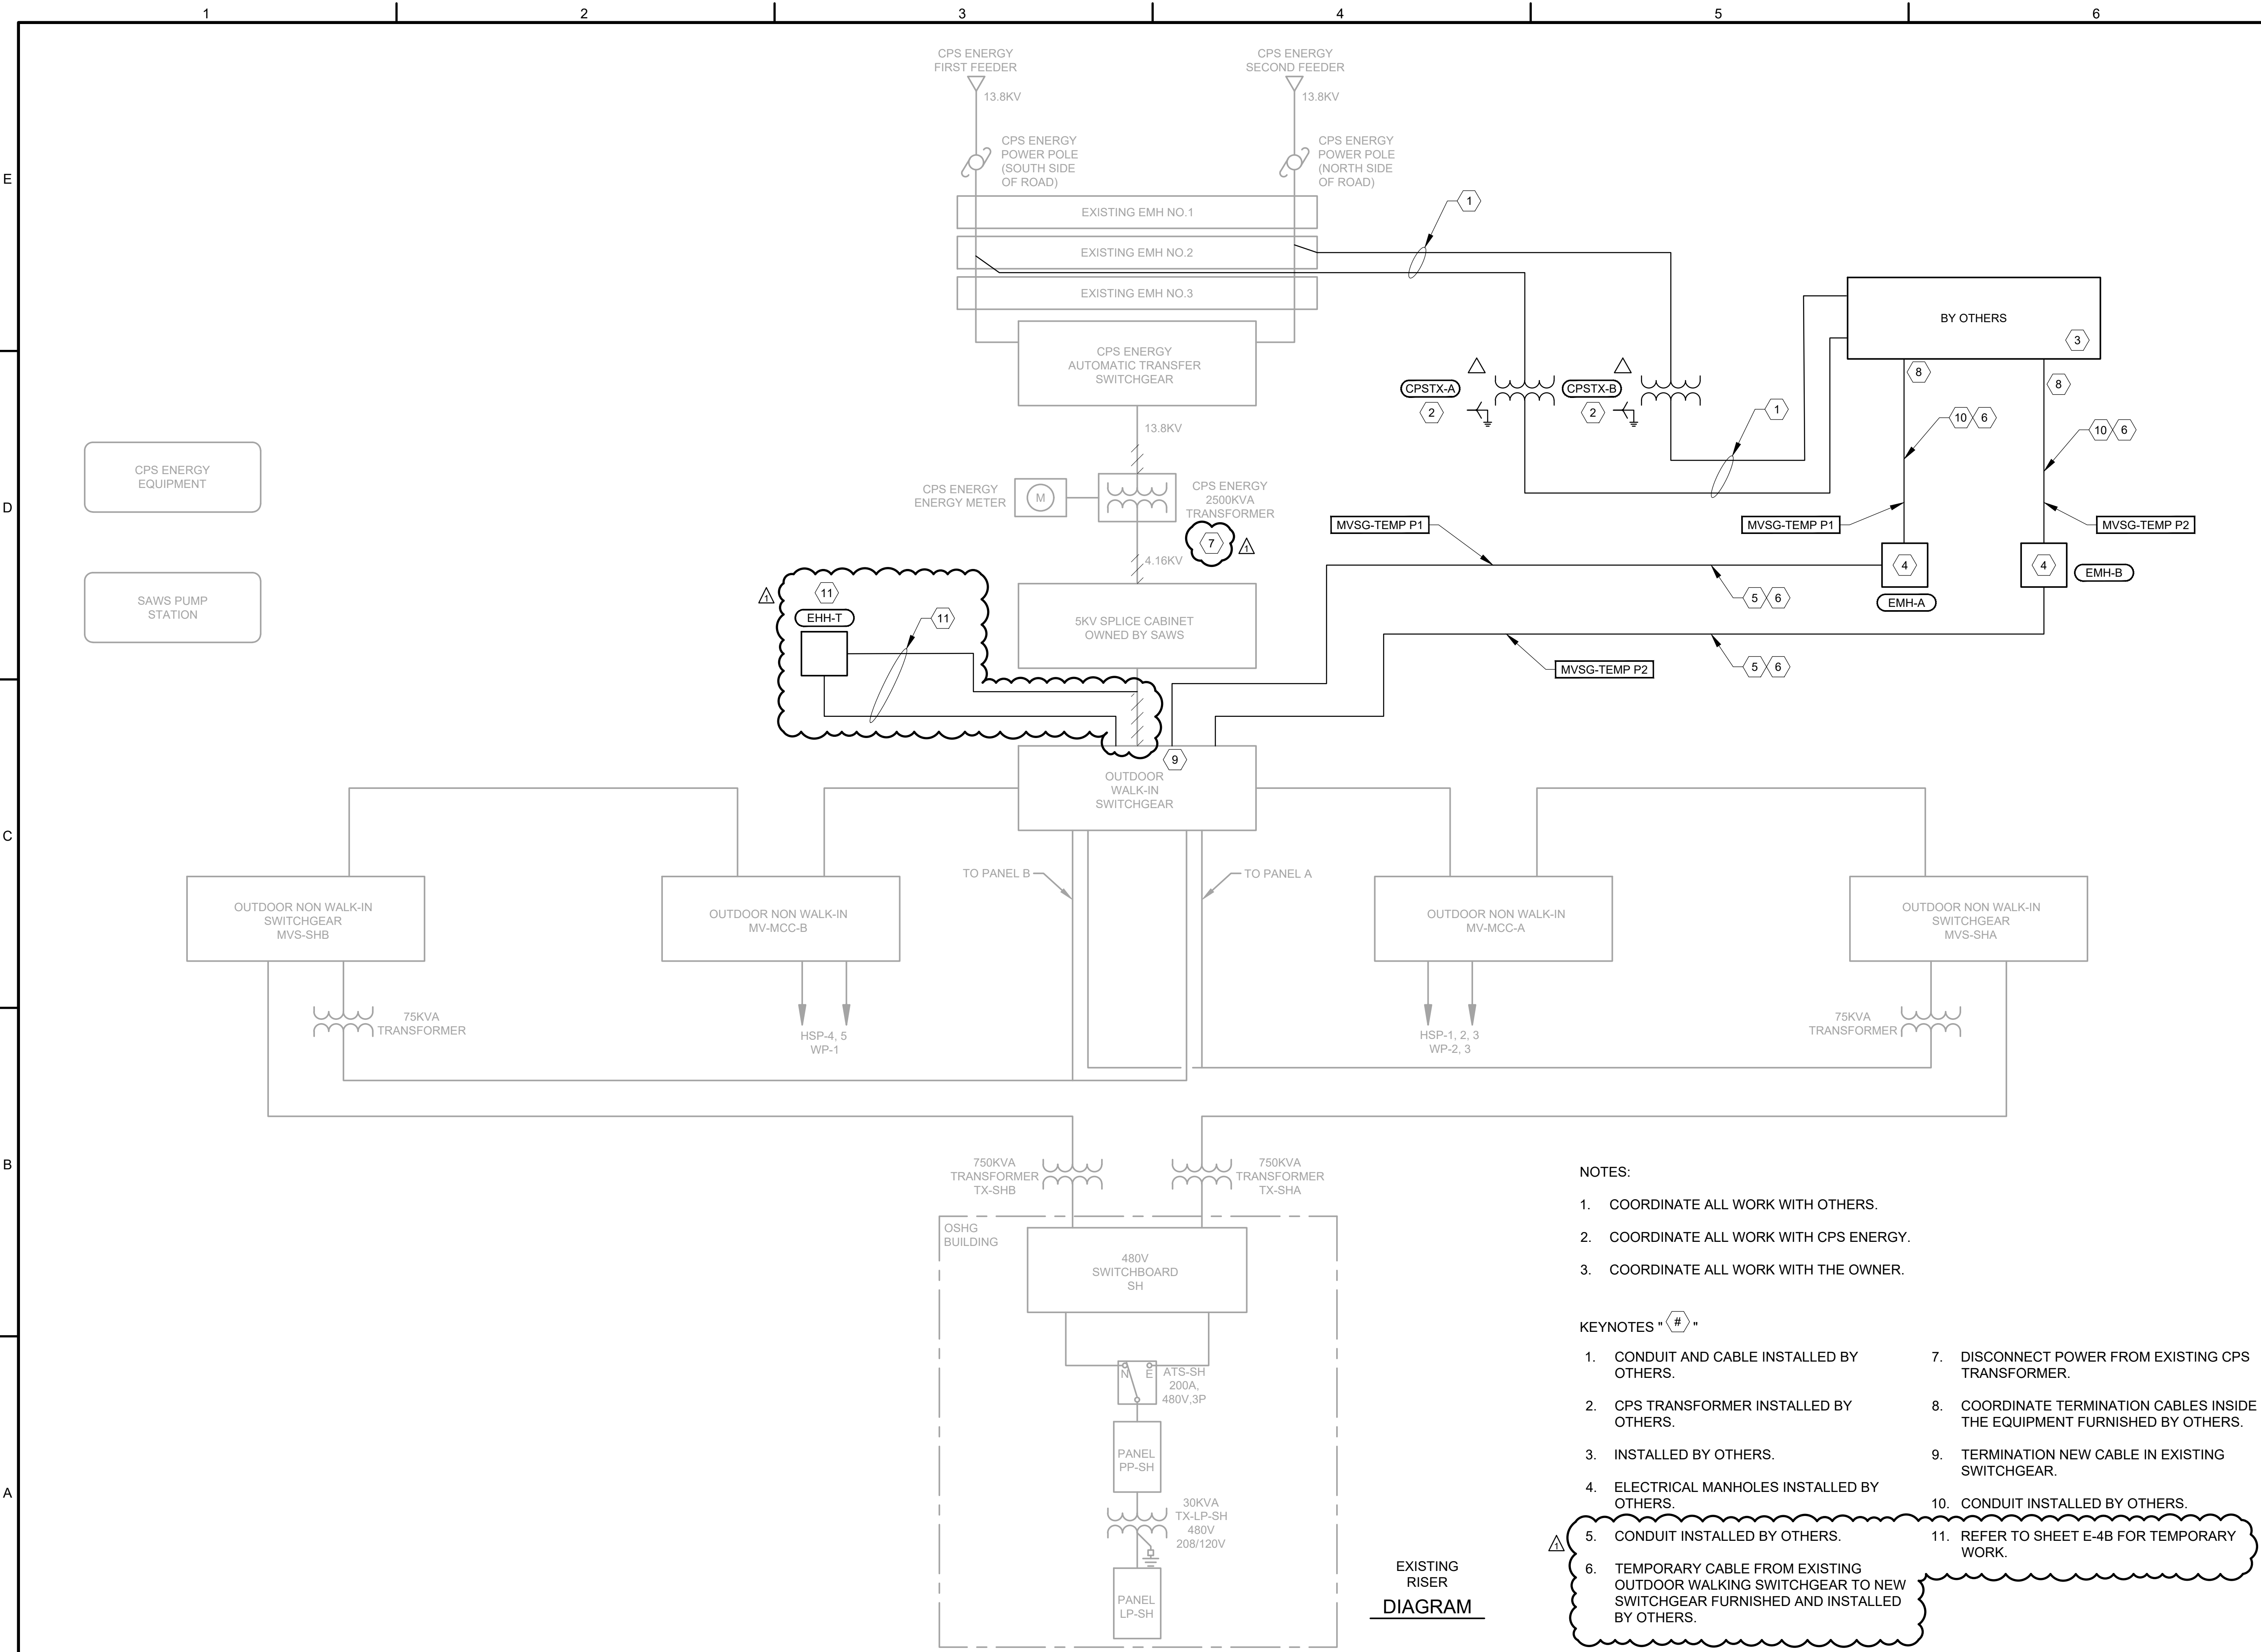 1
2
3
4
5
6
E
D
C
B
A
CPS ENERGY
FIRST FEEDER
13.8KV
CPS ENERGY
SECOND FEEDER
13.8KV
CPS ENERGY
POWER POLE
(SOUTH SIDE
OF ROAD)
CPS ENERGY
POWER POLE
(NORTH SIDE
OF ROAD)
EXISTING EMH NO.1
EXISTING EMH NO.2
EXISTING EMH NO.3
1
BY OTHERS
3
CPS ENERGY
AUTOMATIC TRANSFER
SWITCHGEAR
CPSTX-A
2
CPSTX-B
2
1
8
8
10 6
10 6
13.8KV
CPS ENERGY
EQUIPMENT
CPS ENERGY
ENERGY METER
M
CPS ENERGY
2500KVA
TRANSFORMER
7
1
4.16KV
MVSG-TEMP P1
MVSG-TEMP P1
MVSG-TEMP P2
4
EMH-A
4
EMH-B
SAWS PUMP
STATION
1
11
EHH-T
11
5KV SPLICE CABINET
OWNED BY SAWS
5 6
MVSG-TEMP P2
5 6
9
OUTDOOR
WALK-IN
SWITCHGEAR
TO PANEL B
TO PANEL A
OUTDOOR NON WALK-IN
SWITCHGEAR
MVS-SHB
OUTDOOR NON WALK-IN
MV-MCC-B
OUTDOOR NON WALK-IN
MV-MCC-A
OUTDOOR NON WALK-IN
SWITCHGEAR
MVS-SHA
75KVA
TRANSFORMER
HSP-4, 5
WP-1
HSP-1, 2, 3
WP-2, 3
75KVA
TRANSFORMER
750KVA
TRANSFORMER
TX-SHB
750KVA
TRANSFORMER
TX-SHA
OSHG
BUILDING
480V
SWITCHBOARD
SH
N E
ATS-SH
200A,
480V,3P
PANEL
PP-SH
30KVA
TX-LP-SH
480V
208/120V
PANEL
LP-SH
EXISTING
RISER
DIAGRAM
NOTES:
1. COORDINATE ALL WORK WITH OTHERS.
2. COORDINATE ALL WORK WITH CPS ENERGY.
3. COORDINATE ALL WORK WITH THE OWNER.
KEYNOTES " # "
1. CONDUIT AND CABLE INSTALLED BY
OTHERS.
2. CPS TRANSFORMER INSTALLED BY
OTHERS.
3. INSTALLED BY OTHERS.
4. ELECTRICAL MANHOLES INSTALLED BY
OTHERS.
1
5. CONDUIT INSTALLED BY OTHERS.
6. TEMPORARY CABLE FROM EXISTING
OUTDOOR WALKING SWITCHGEAR TO NEW
SWITCHGEAR FURNISHED AND INSTALLED
BY OTHERS.
7. DISCONNECT POWER FROM EXISTING CPS
TRANSFORMER.
8. COORDINATE TERMINATION CABLES INSIDE
THE EQUIPMENT FURNISHED BY OTHERS.
9. TERMINATION NEW CABLE IN EXISTING
SWITCHGEAR.
10. CONDUIT INSTALLED BY OTHERS.
11. REFER TO SHEET E-4B FOR TEMPORARY
WORK.